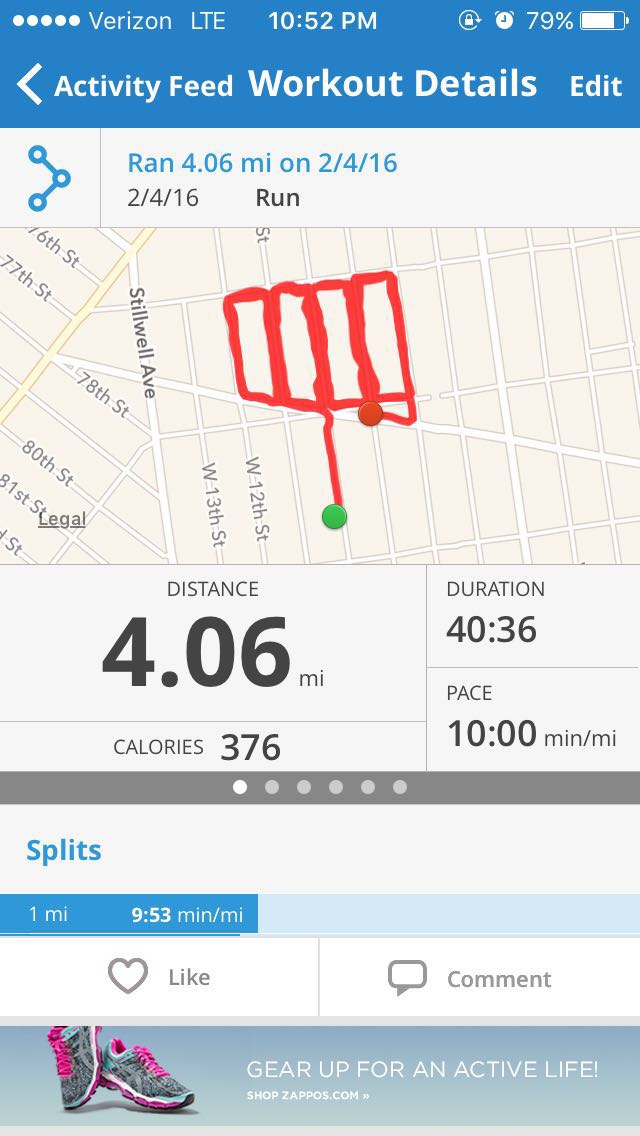 Verizon LTE 10:52 PM 79%
Activity Feed Workout Details Edit
Ran 4.06 mi on 2/4/16
2/4/16 Run
76th St
77th St
Stillwell Ave
St
78th St
80th St
81st St
d St
W 13th St
W 12th St
Legal
DISTANCE
4.06 mi
CALORIES 376
DURATION
40:36
PACE
10:00 min/mi
Splits
1 mi 9:53 min/mi
Like Comment
GEAR UP FOR AN ACTIVE LIFE!
SHOP ZAPPOS.COM »